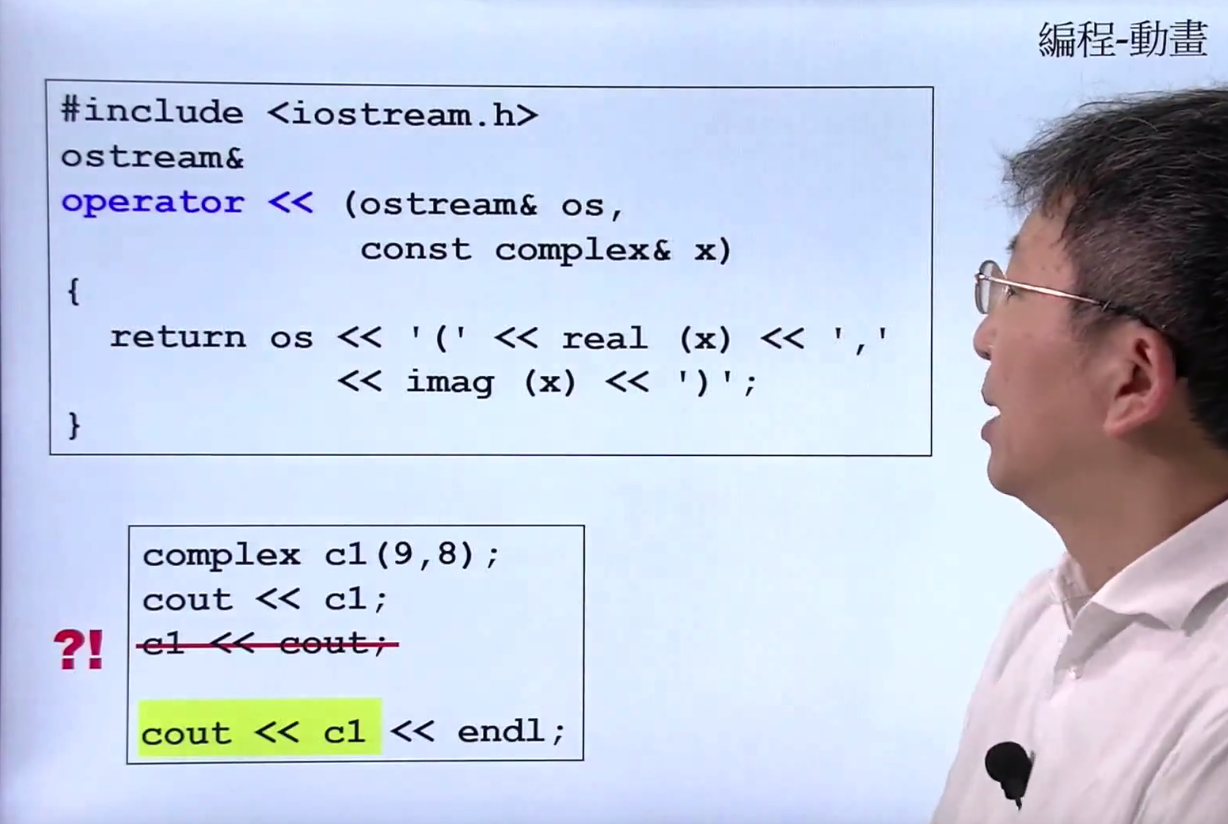 編程-動畫
#include <iostream.h>
ostream&
operator << (ostream& os,
const complex& x)
{
return os << '(' << real (x) << ','
<< imag (x) << ')';
}
complex c1(9,8);
cout << c1;
?! c1 << cout;
cout << c1 << endl;